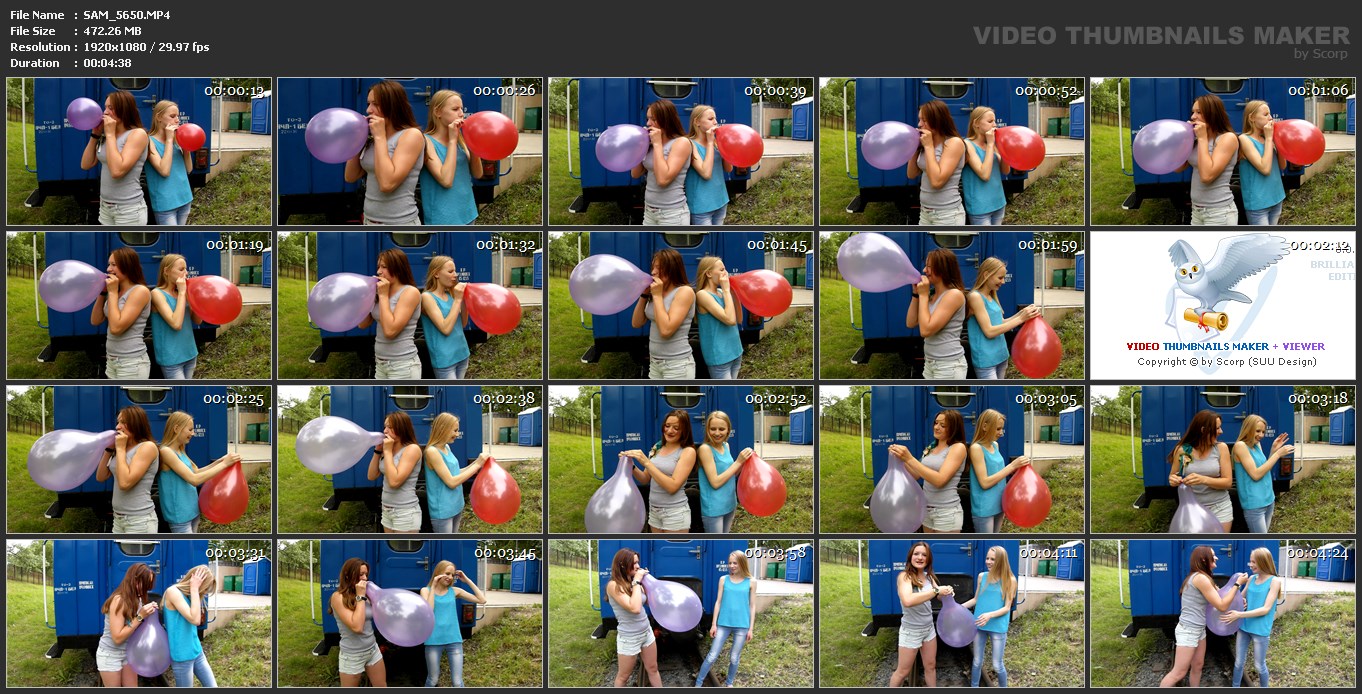 File Name : SAM_5650.MP4
File Size : 472.26 MB
Resolution : 1920x1080 / 29.97 fps
Duration : 00:04:38
VIDEO THUMBNAILS MAKER
by Scorp
00:00:13
00:00:26
00:00:39
00:00:52
00:01:06
00:01:19
00:01:32
00:01:45
00:01:59
00:02:12
BRILLIA
EDIT
VIDEO THUMBNAILS MAKER + VIEWER
Copyright © by Scorp (SUU Design)
00:02:25
00:02:38
00:02:52
00:03:05
00:03:18
00:03:31
00:03:45
00:03:58
00:04:11
00:04:24